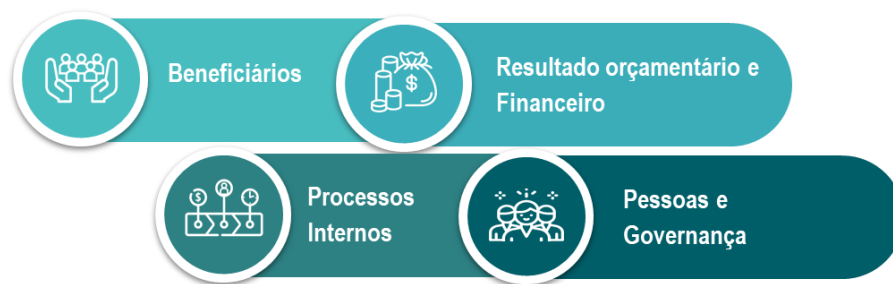 Beneficiários
Resultado orçamentário e
Financeiro
Processos
Internos
Pessoas e
Governança